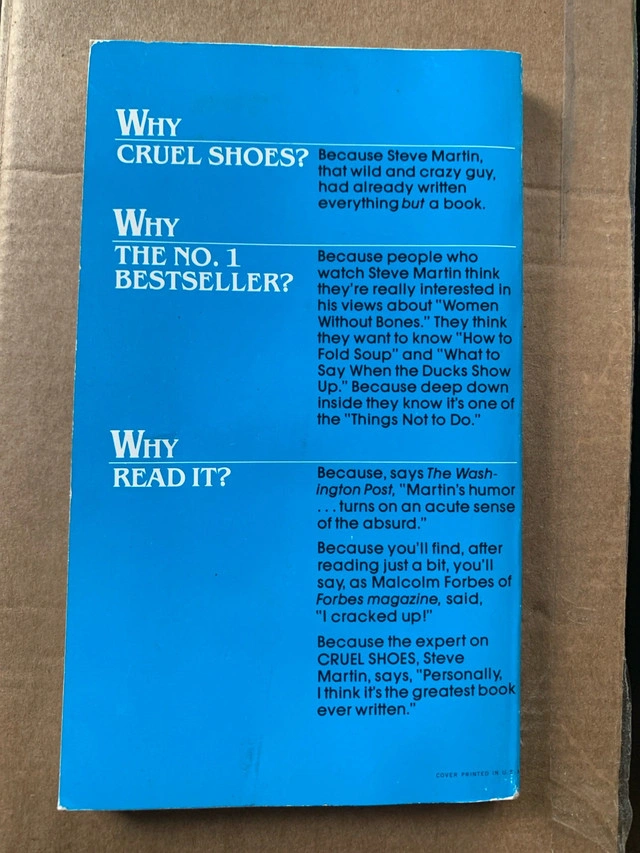 WHY
CRUEL SHOES?
Because Steve Martin,
that wild and crazy guy,
had already written
everything but a book.
WHY
THE NO. 1
BESTSELLER?
Because people who
watch Steve Martin think
they're really interested in
his views about "Women
Without Bones." They think
they want to know "How to
Fold Soup" and "What to
Say When the Ducks Show
Up." Because deep down
inside they know it's one of
the "Things Not to Do."
WHY
READ IT?
Because, says The Wash-
ington Post, "Martin's humor
...turns on an acute sense
of the absurd."
Because you'll find, after
reading just a bit, you'll
say, as Malcolm Forbes of
Forbes magazine, said,
"I cracked up!"
Because the expert on
CRUEL SHOES, Steve
Martin, says, "Personally,
I think it's the greatest book
ever written."
COVER PRINTED IN